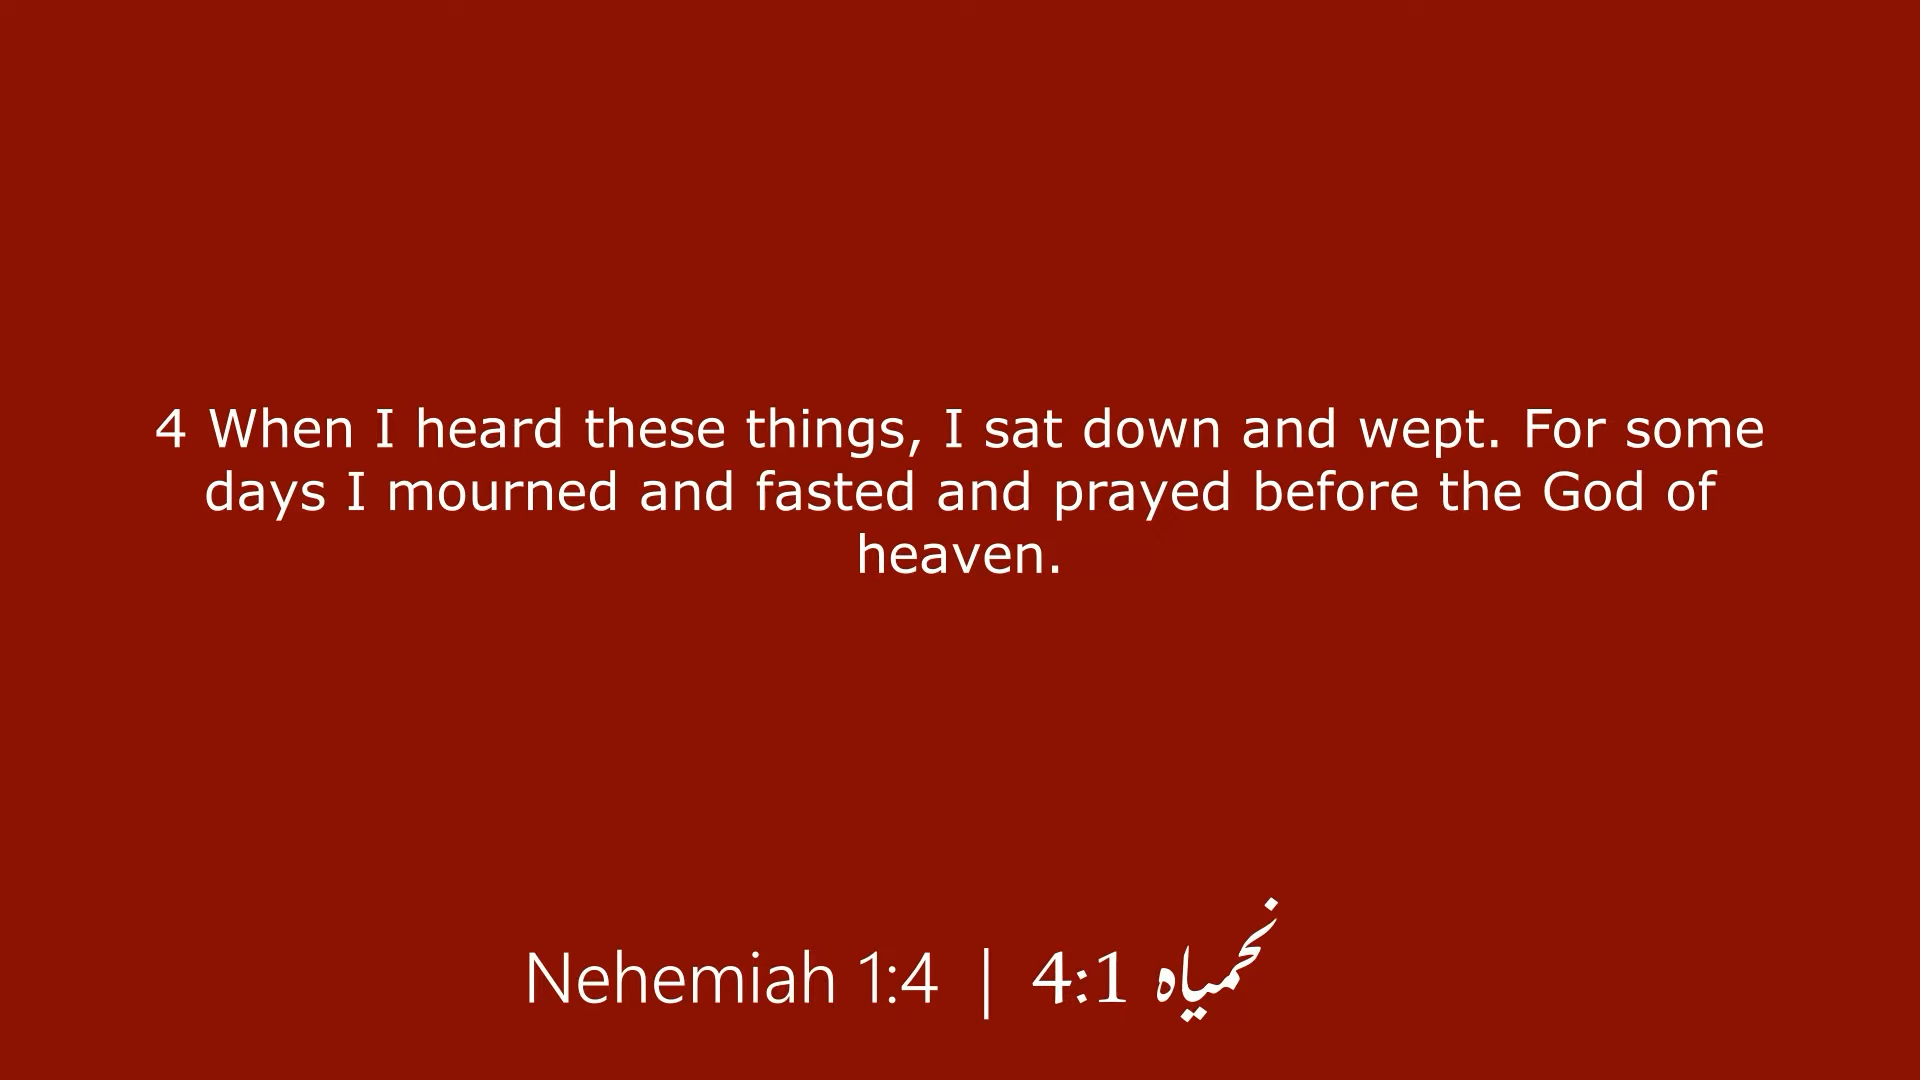 4 When I heard these things, I sat down and wept. For some
days I mourned and fasted and prayed before the God of
heaven.
Nehemiah 1:4 | 4:1 نحمیاہ